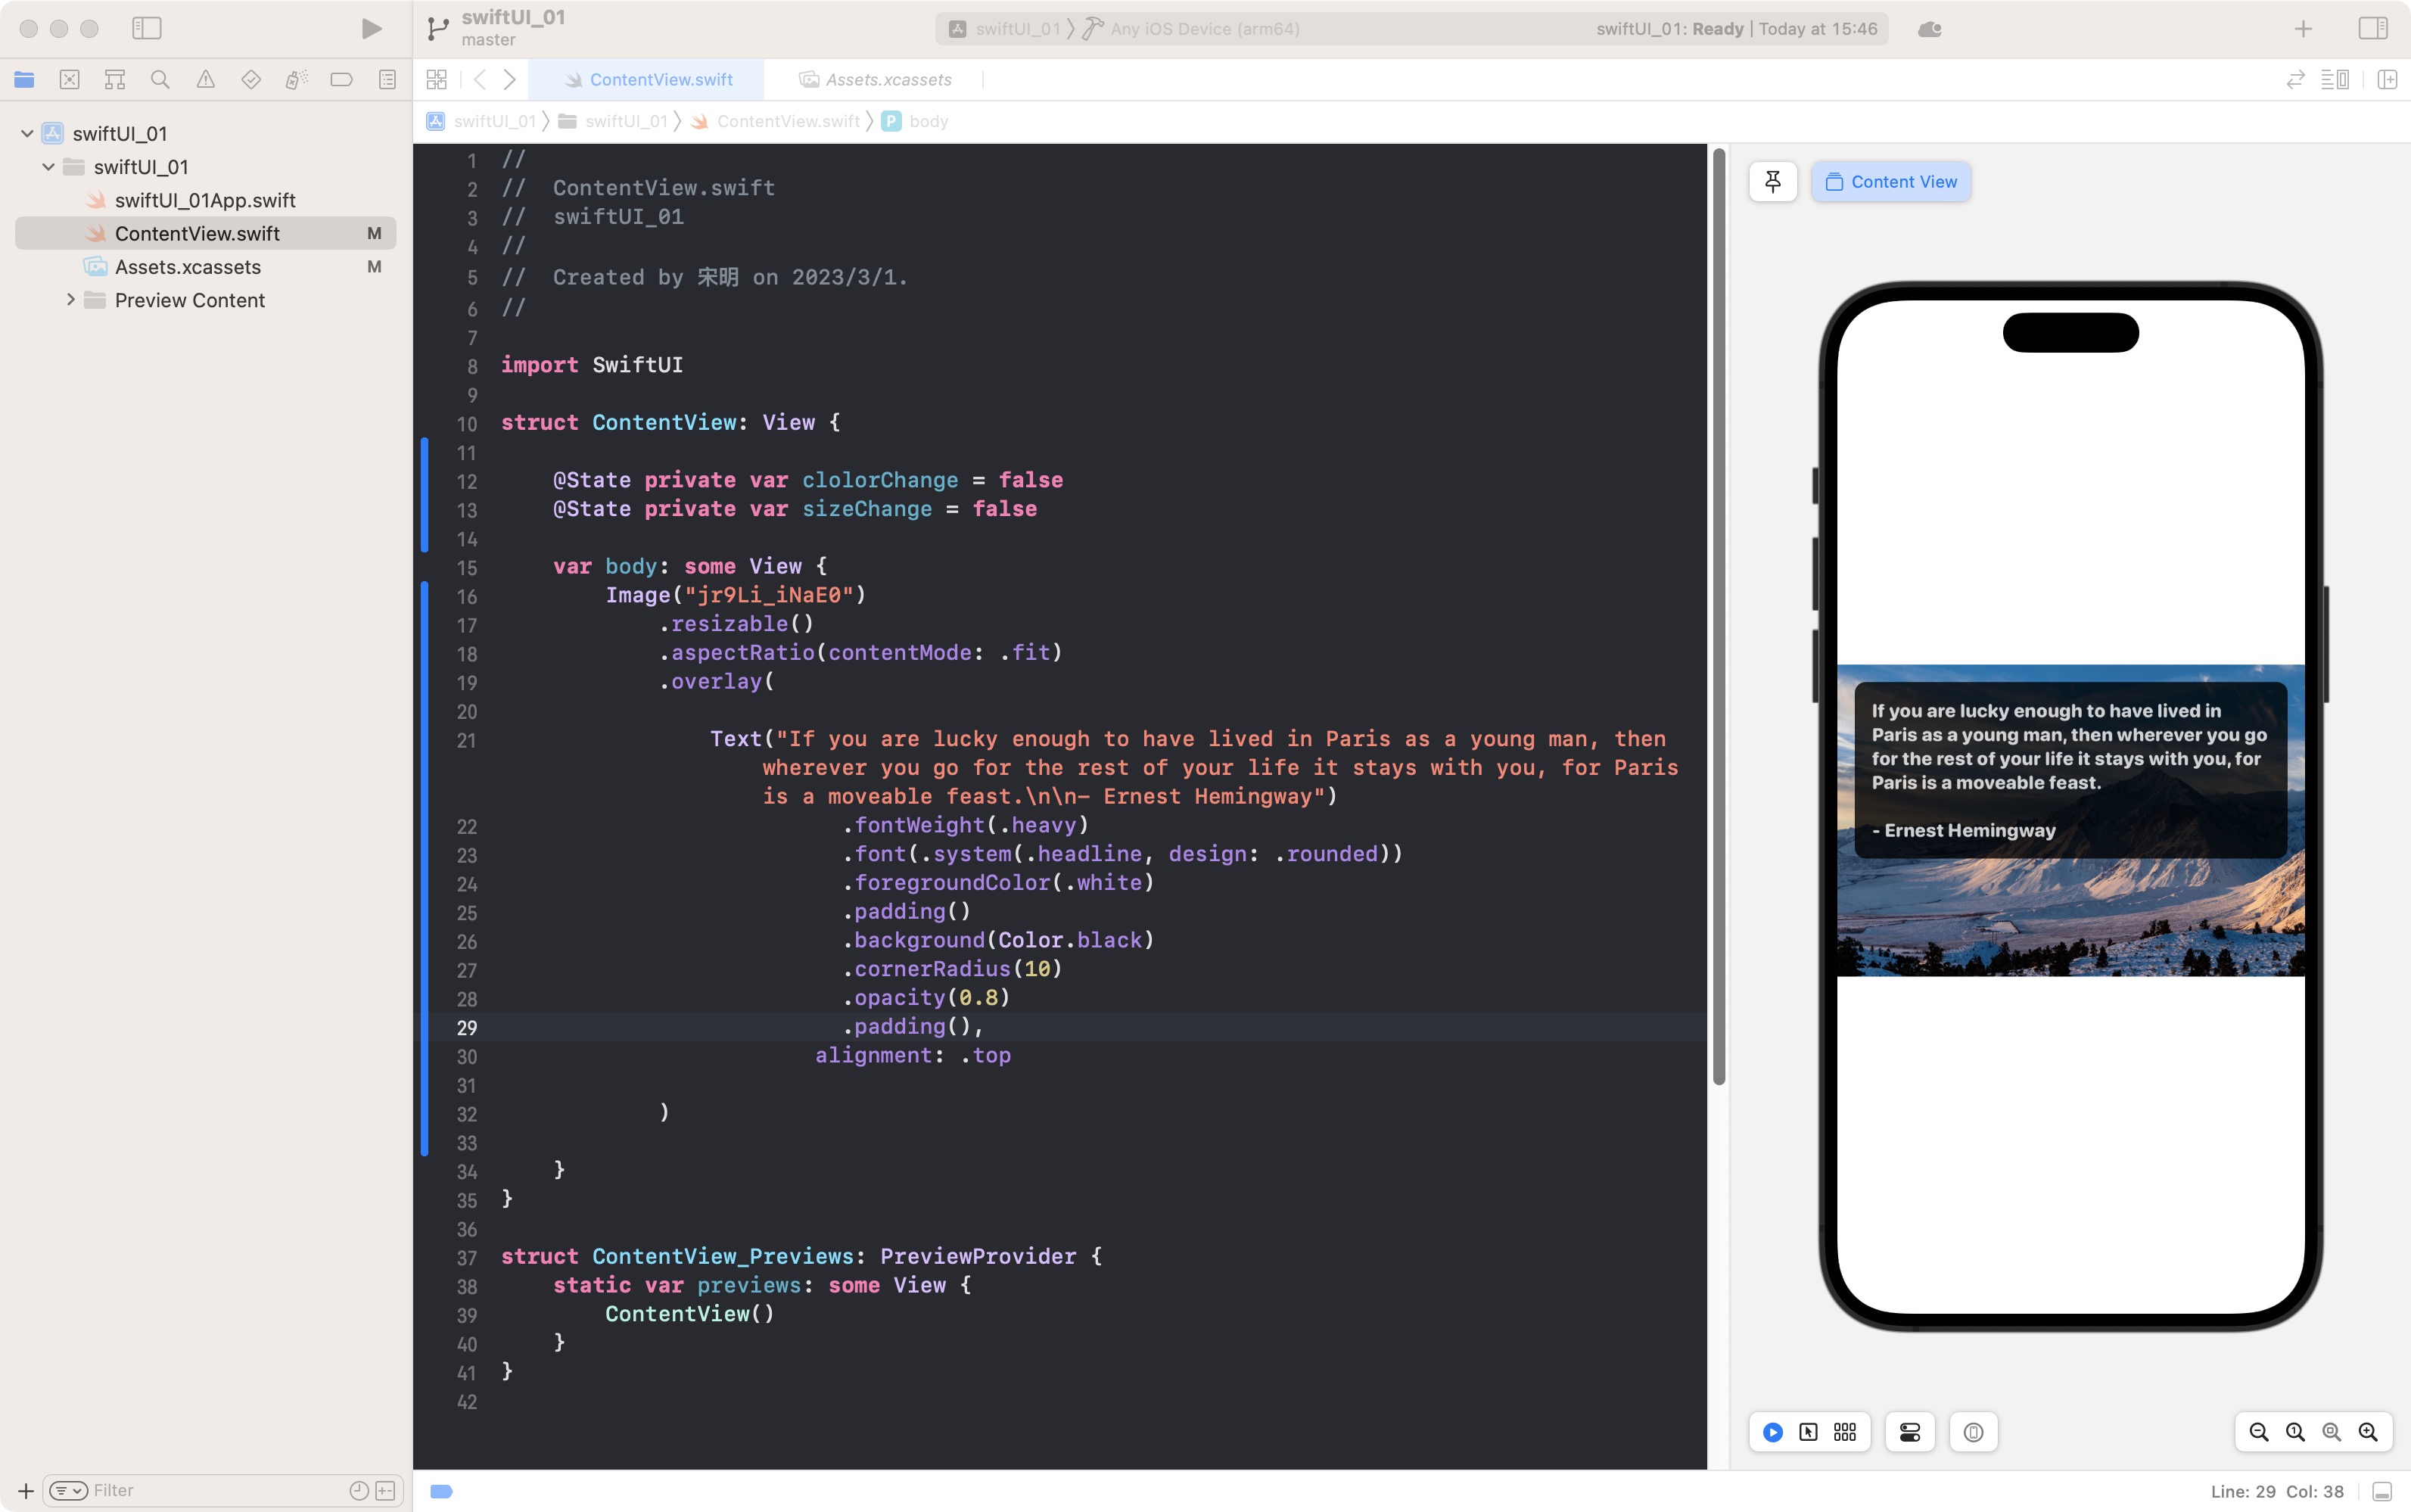 swiftUI_01
master
swiftUI_01 Any iOS Device (arm64)
swiftUI_01: Ready | Today at 15:46
ContentView.swift
Assets.xcassets
swiftUI_01 swiftUI_01 ContentView.swift P body
swiftUI_01
swiftUI_01
swiftUI_01App.swift
ContentView.swift M
Assets.xcassets M
Preview Content
1 //
2 //  ContentView.swift
3 //  swiftUI_01
4 //
5 //  Created by 宋明 on 2023/3/1.
6 //
7
8 import SwiftUI
9
10 struct ContentView: View {
11
12     @State private var clolorChange = false
13     @State private var sizeChange = false
14
15     var body: some View {
16         Image("jr9Li_iNaE0")
17             .resizable()
18             .aspectRatio(contentMode: .fit)
19             .overlay(
20
21                 Text("If you are lucky enough to have lived in Paris as a young man, then
wherever you go for the rest of your life it stays with you, for Paris
is a moveable feast.\n\n- Ernest Hemingway")
22                     .fontWeight(.heavy)
23                     .font(.system(.headline, design: .rounded))
24                     .foregroundColor(.white)
25                     .padding()
26                     .background(Color.black)
27                     .cornerRadius(10)
28                     .opacity(0.8)
29                     .padding(),
30                     alignment: .top
31
32             )
33
34     }
35 }
36
37 struct ContentView_Previews: PreviewProvider {
38     static var previews: some View {
39         ContentView()
40     }
41 }
42
Content View
If you are lucky enough to have lived in
Paris as a young man, then wherever you go
for the rest of your life it stays with you, for
Paris is a moveable feast.
- Ernest Hemingway
Filter
Line: 29 Col: 38